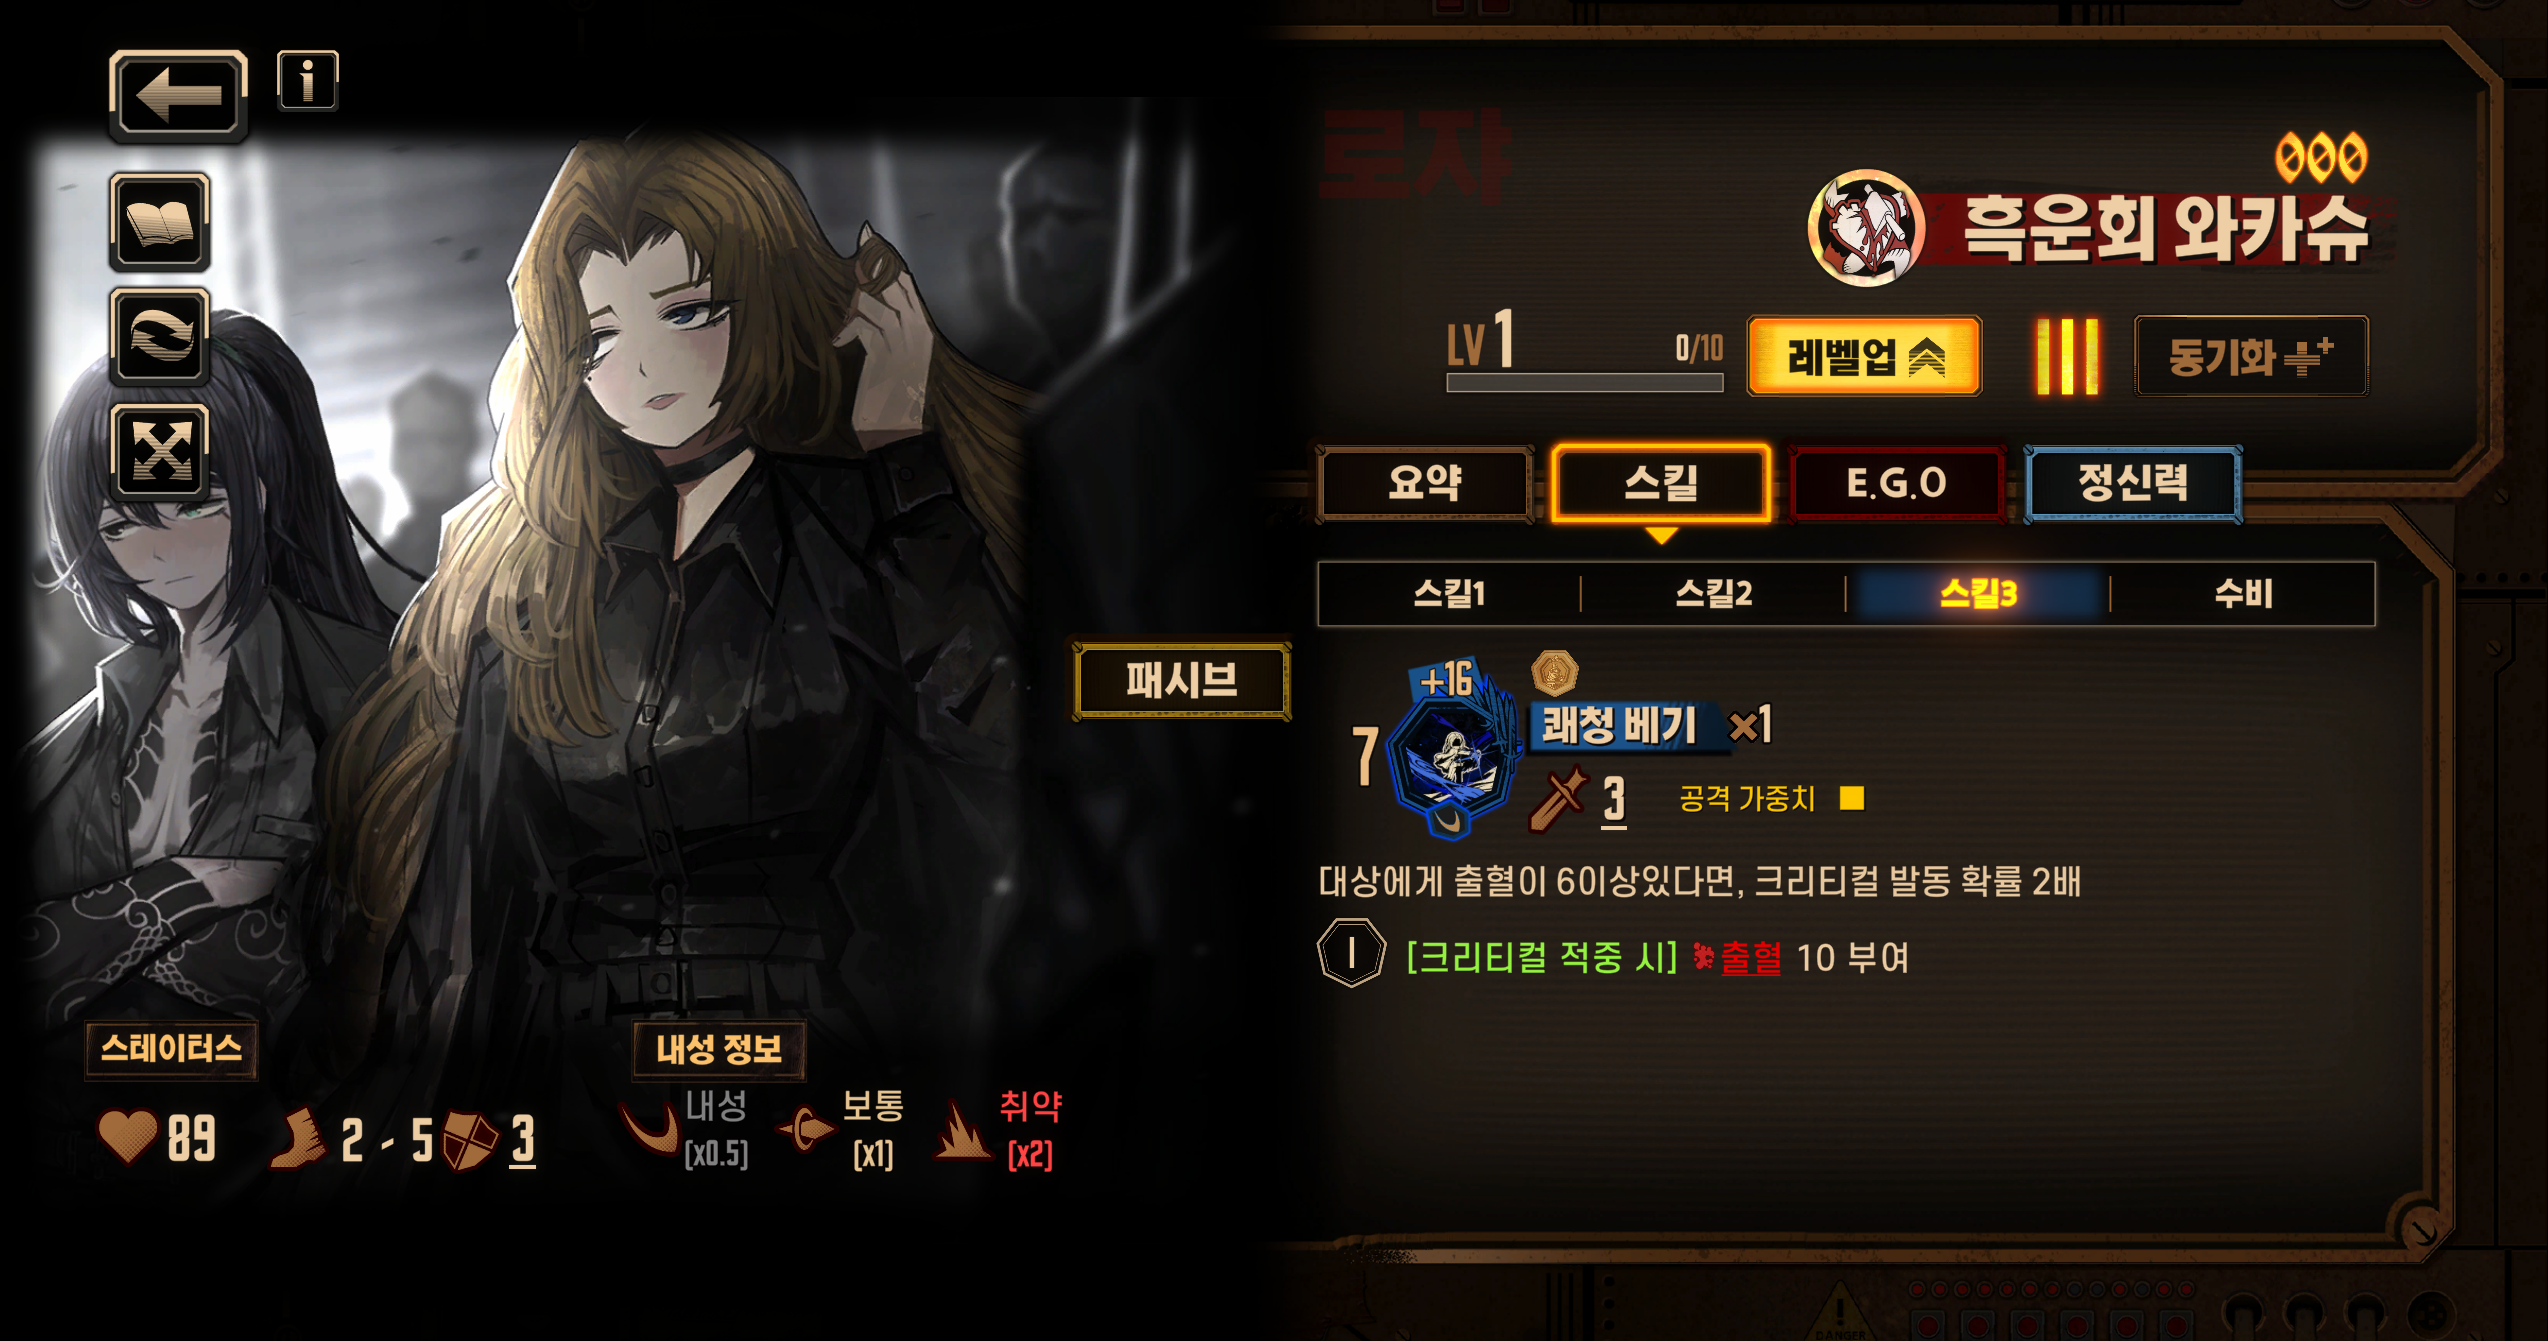 로쟈
흑운회 와카슈
LV 1
0/10
레벨업
동기화
요약
스킬
E.G.O
정신력
스킬1
스킬2
스킬3
수비
패시브
+16
7
쾌청 베기 ×1
3
공격 가중치
대상에게 출혈이 6이상있다면, 크리티컬 발동 확률 2배
I [크리티컬 적중 시] 출혈 10 부여
스테이터스
내성 정보
89
2 - 5
3
내성
[x0.5]
보통
[x1]
취약
[x2]
DANGER